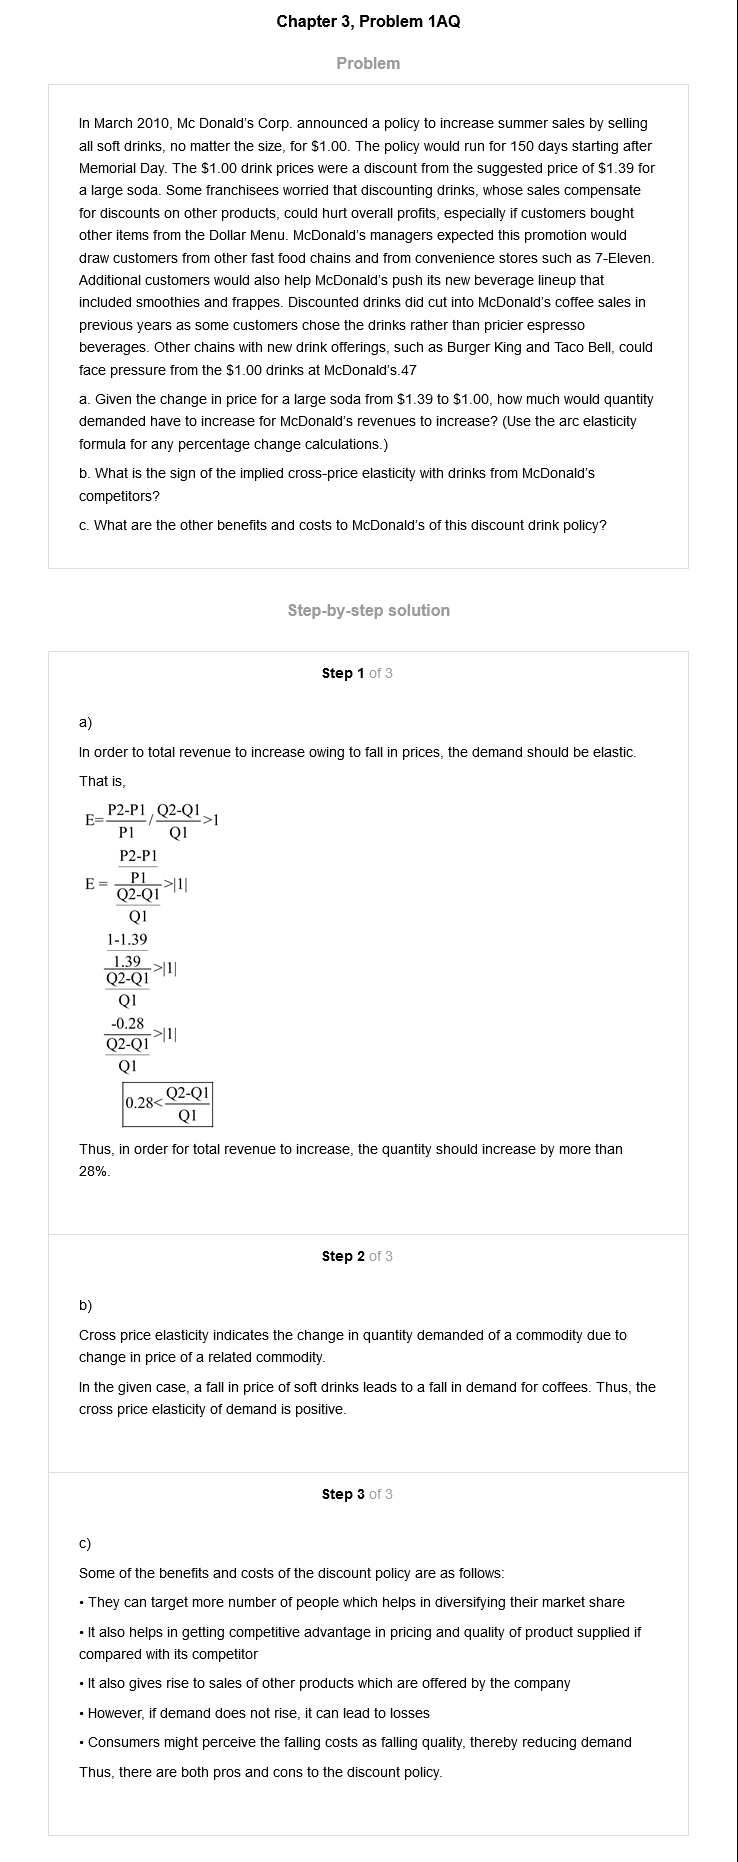 Chapter 3, Problem 1AQ
Problem
In March 2010, Mc Donald's Corp. announced a policy to increase summer sales by selling
all soft drinks, no matter the size, for $1.00. The policy would run for 150 days starting after
Memorial Day. The $1.00 drink prices were a discount from the suggested price of $1.39 for
a large soda. Some franchisees worried that discounting drinks, whose sales compensate
for discounts on other products, could hurt overall profits, especially if customers bought
other items from the Dollar Menu. McDonald's managers expected this promotion would
draw customers from other fast food chains and from convenience stores such as 7-Eleven.
Additional customers would also help McDonald's push its new beverage lineup that
included smoothies and frappes. Discounted drinks did cut into McDonald's coffee sales in
previous years as some customers chose the drinks rather than pricier espresso
beverages. Other chains with new drink offerings, such as Burger King and Taco Bell, could
face pressure from the $1.00 drinks at McDonald's.47
a. Given the change in price for a large soda from $1.39 to $1.00, how much would quantity
demanded have to increase for McDonald's revenues to increase? (Use the arc elasticity
formula for any percentage change calculations.)
b. What is the sign of the implied cross-price elasticity with drinks from McDonald's
competitors?
c. What are the other benefits and costs to McDonald's of this discount drink policy?
Step-by-step solution
Step 1 of 3
a)
In order to total revenue to increase owing to fall in prices, the demand should be elastic.
That is,
P2-P1 Q2-Q1
E= / >1
P1 Q1
P2-P1
P1
E = >|1|
Q2-Q1
Q1
1-1.39
1.39
>|1|
Q2-Q1
Q1
-0.28
>|1|
Q2-Q1
Q1
Q2-Q1
0.28<
Q1
Thus, in order for total revenue to increase, the quantity should increase by more than
28%.
Step 2 of 3
b)
Cross price elasticity indicates the change in quantity demanded of a commodity due to
change in price of a related commodity.
In the given case, a fall in price of soft drinks leads to a fall in demand for coffees. Thus, the
cross price elasticity of demand is positive.
Step 3 of 3
c)
Some of the benefits and costs of the discount policy are as follows:
• They can target more number of people which helps in diversifying their market share
• It also helps in getting competitive advantage in pricing and quality of product supplied if
compared with its competitor
• It also gives rise to sales of other products which are offered by the company
• However, if demand does not rise, it can lead to losses
• Consumers might perceive the falling costs as falling quality, thereby reducing demand
Thus, there are both pros and cons to the discount policy.